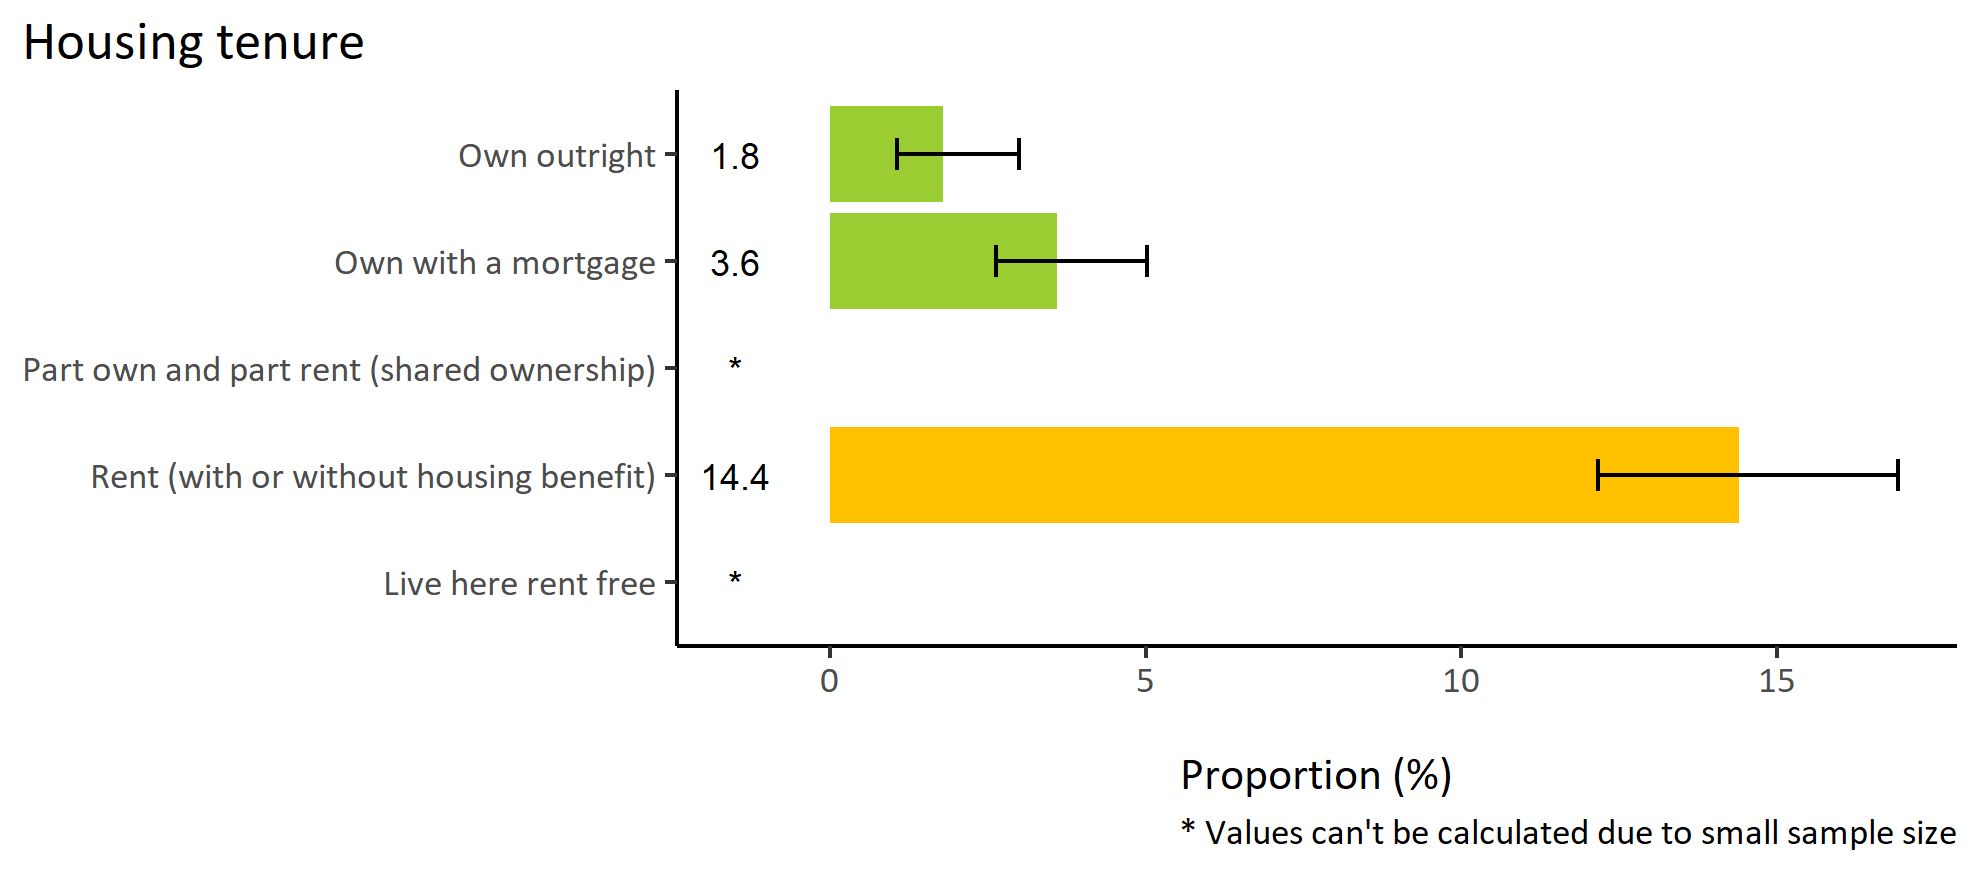 Housing tenure
Own outright 1.8
Own with a mortgage 3.6
Part own and part rent (shared ownership) *
Rent (with or without housing benefit) 14.4
Live here rent free *
0 5 10 15
Proportion (%)
* Values can't be calculated due to small sample size